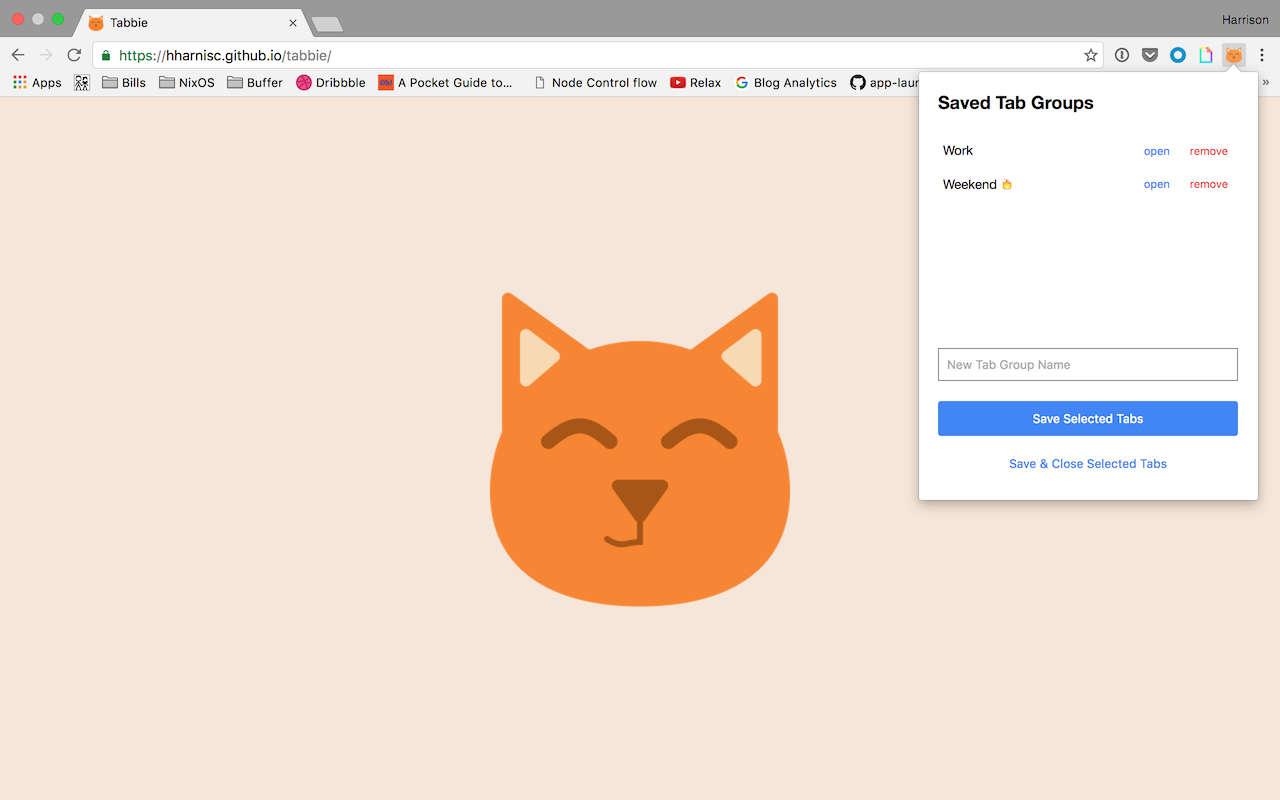 Tabbie
Harrison
https://hharnisc.github.io/tabbie/
Apps Bills NixOS Buffer Dribbble A Pocket Guide to... Node Control flow Relax Blog Analytics app-laun »
Saved Tab Groups
Work open remove
Weekend 🔥 open remove
New Tab Group Name
Save Selected Tabs
Save & Close Selected Tabs